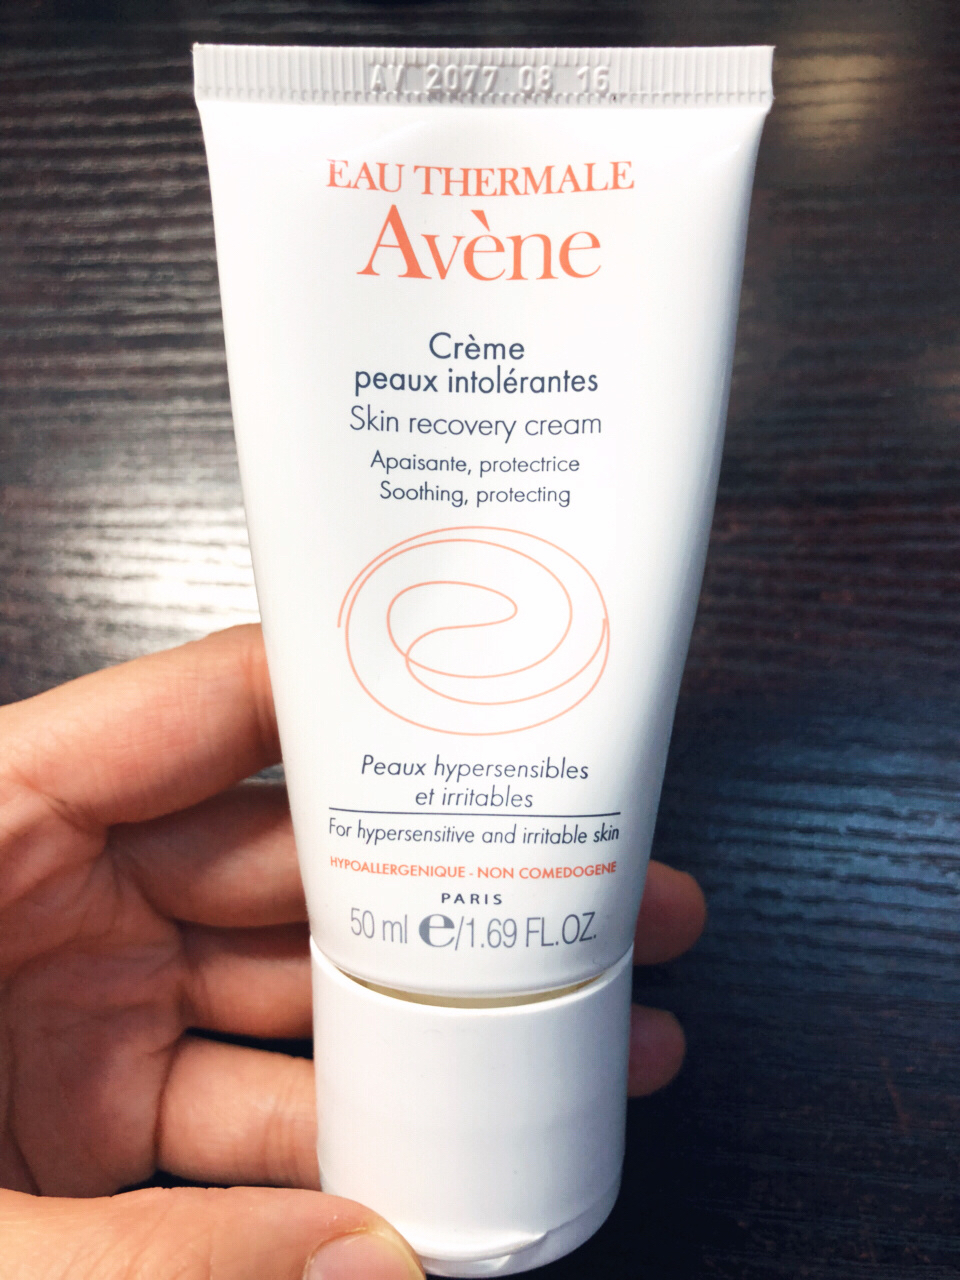 AV 2077 08 16
EAU THERMALE
Avène
Crème
peaux intolérantes
Skin recovery cream
Apaisante, protectrice
Soothing, protecting
Peaux hypersensibles
et irritables
For hypersensitive and irritable skin
HYPOALLERGENIQUE - NON COMEDOGENE
PARIS
50 ml e/1.69 FL.OZ.